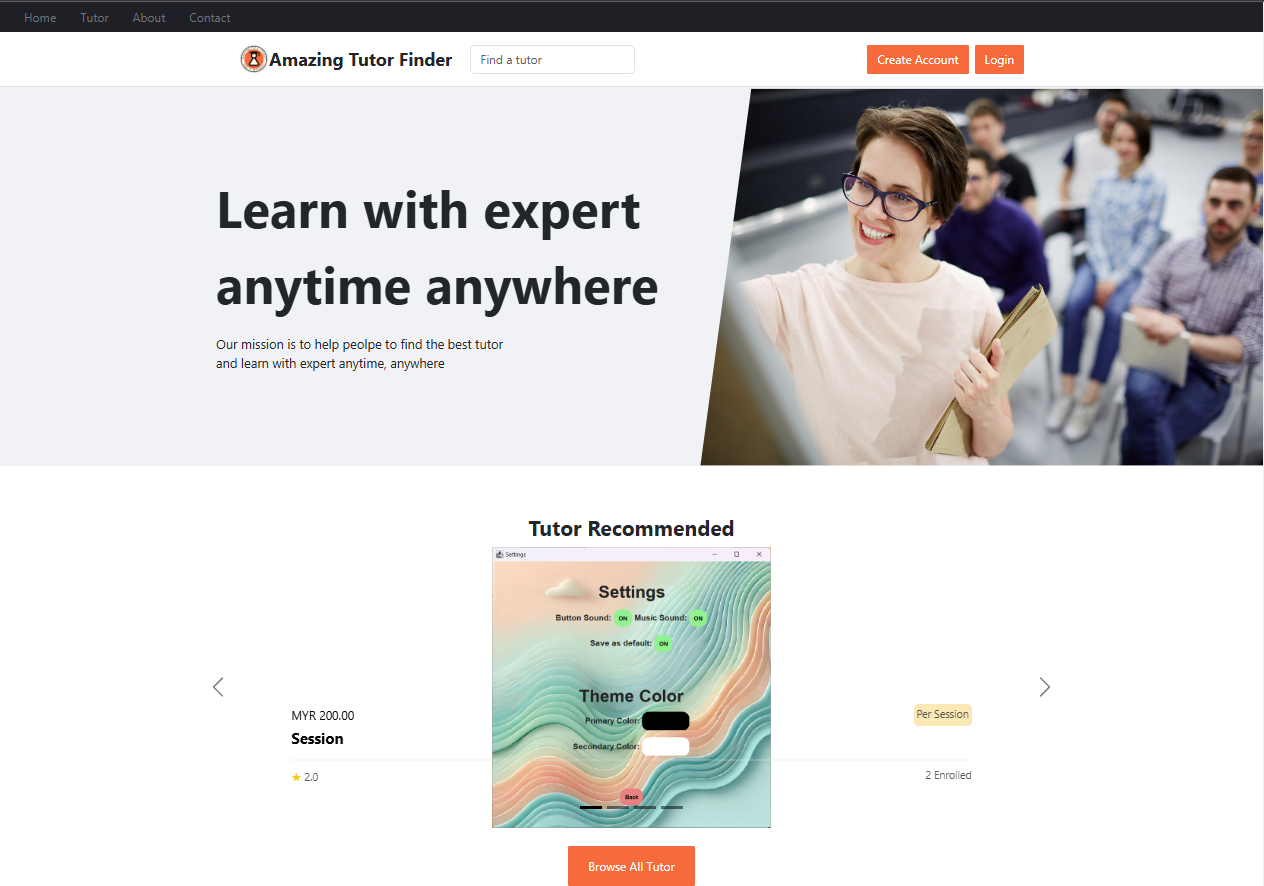 Home Tutor About Contact
Amazing Tutor Finder Find a tutor Create Account Login
Learn with expert
anytime anywhere
Our mission is to help peolpe to find the best tutor
and learn with expert anytime, anywhere
Tutor Recommended
Settings
Settings
Button Sound: ON Music Sound: ON
Save as default: ON
Theme Color
Primary Color:
Secondary Color:
Back
MYR 200.00 Per Session
Session
★ 2.0 2 Enrolled
Browse All Tutor